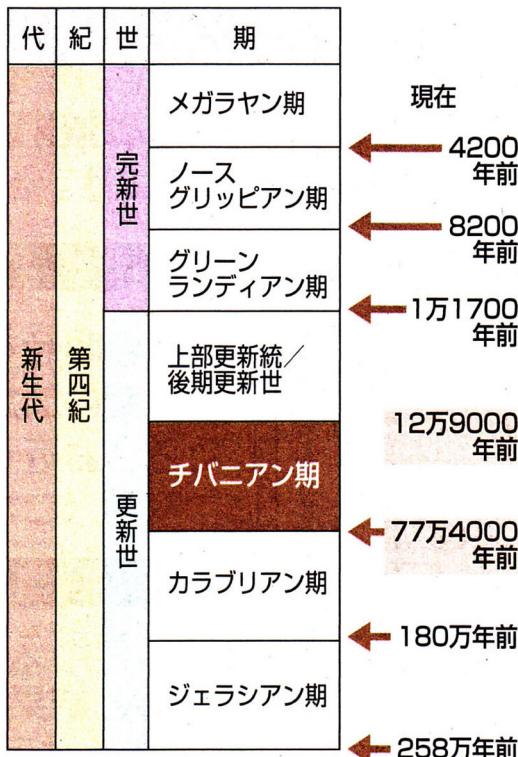 代 紀 世 期
新生代
第四紀
完新世
更新世
メガラヤン期
ノース
グリッピアン期
グリーン
ランディアン期
上部更新統／
後期更新世
チバニアン期
カラブリアン期
ジェラシアン期
現在
4200
年前
8200
年前
1万1700
年前
12万9000
年前
77万4000
年前
180万年前
258万年前